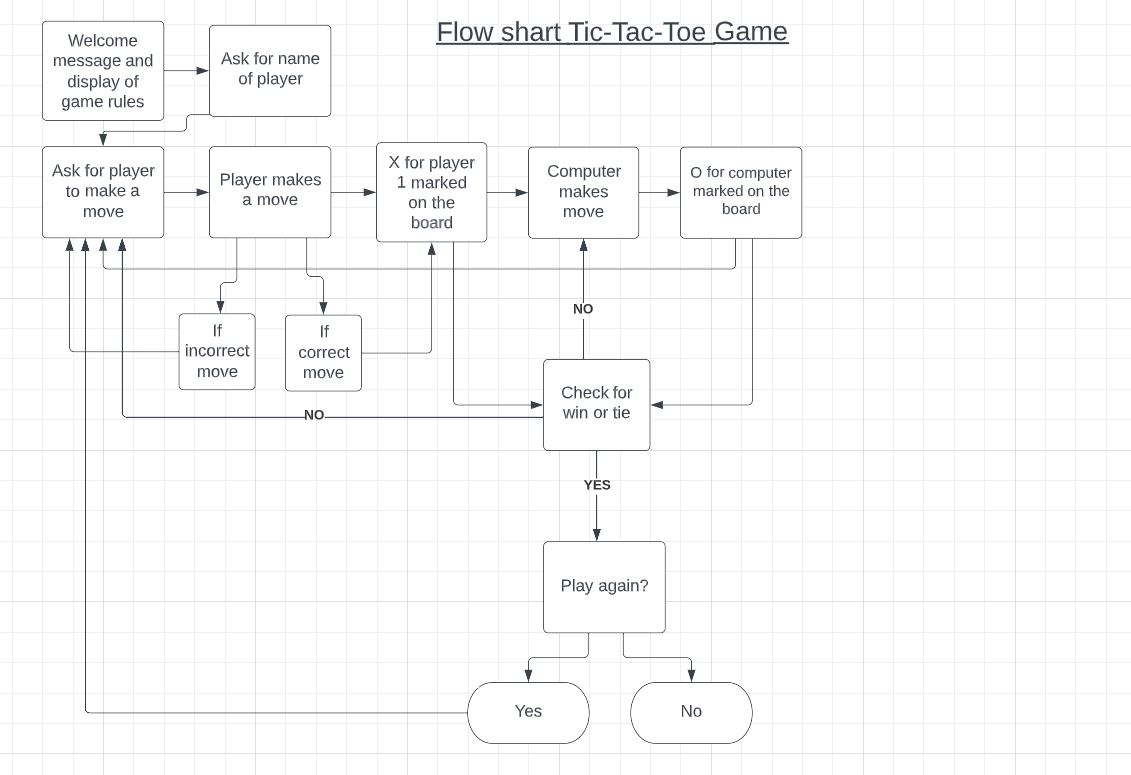 Flow shart Tic-Tac-Toe Game
Welcome
message and
display of
game rules
Ask for name
of player
Ask for player
to make a
move
Player makes
a move
X for player
1 marked
on the
board
Computer
makes
move
O for computer
marked on the
board
NO
If
incorrect
move
If
correct
move
Check for
win or tie
NO
YES
Play again?
Yes
No